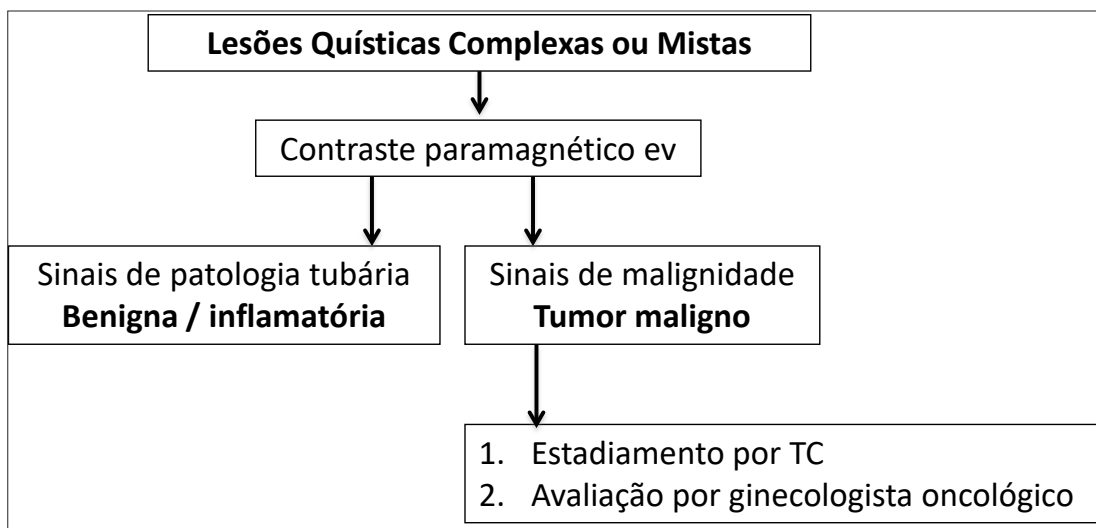 Lesões Quísticas Complexas ou Mistas
Contraste paramagnético ev
Sinais de patologia tubária
Benigna / inflamatória
Sinais de malignidade
Tumor maligno
1. Estadiamento por TC
2. Avaliação por ginecologista oncológico